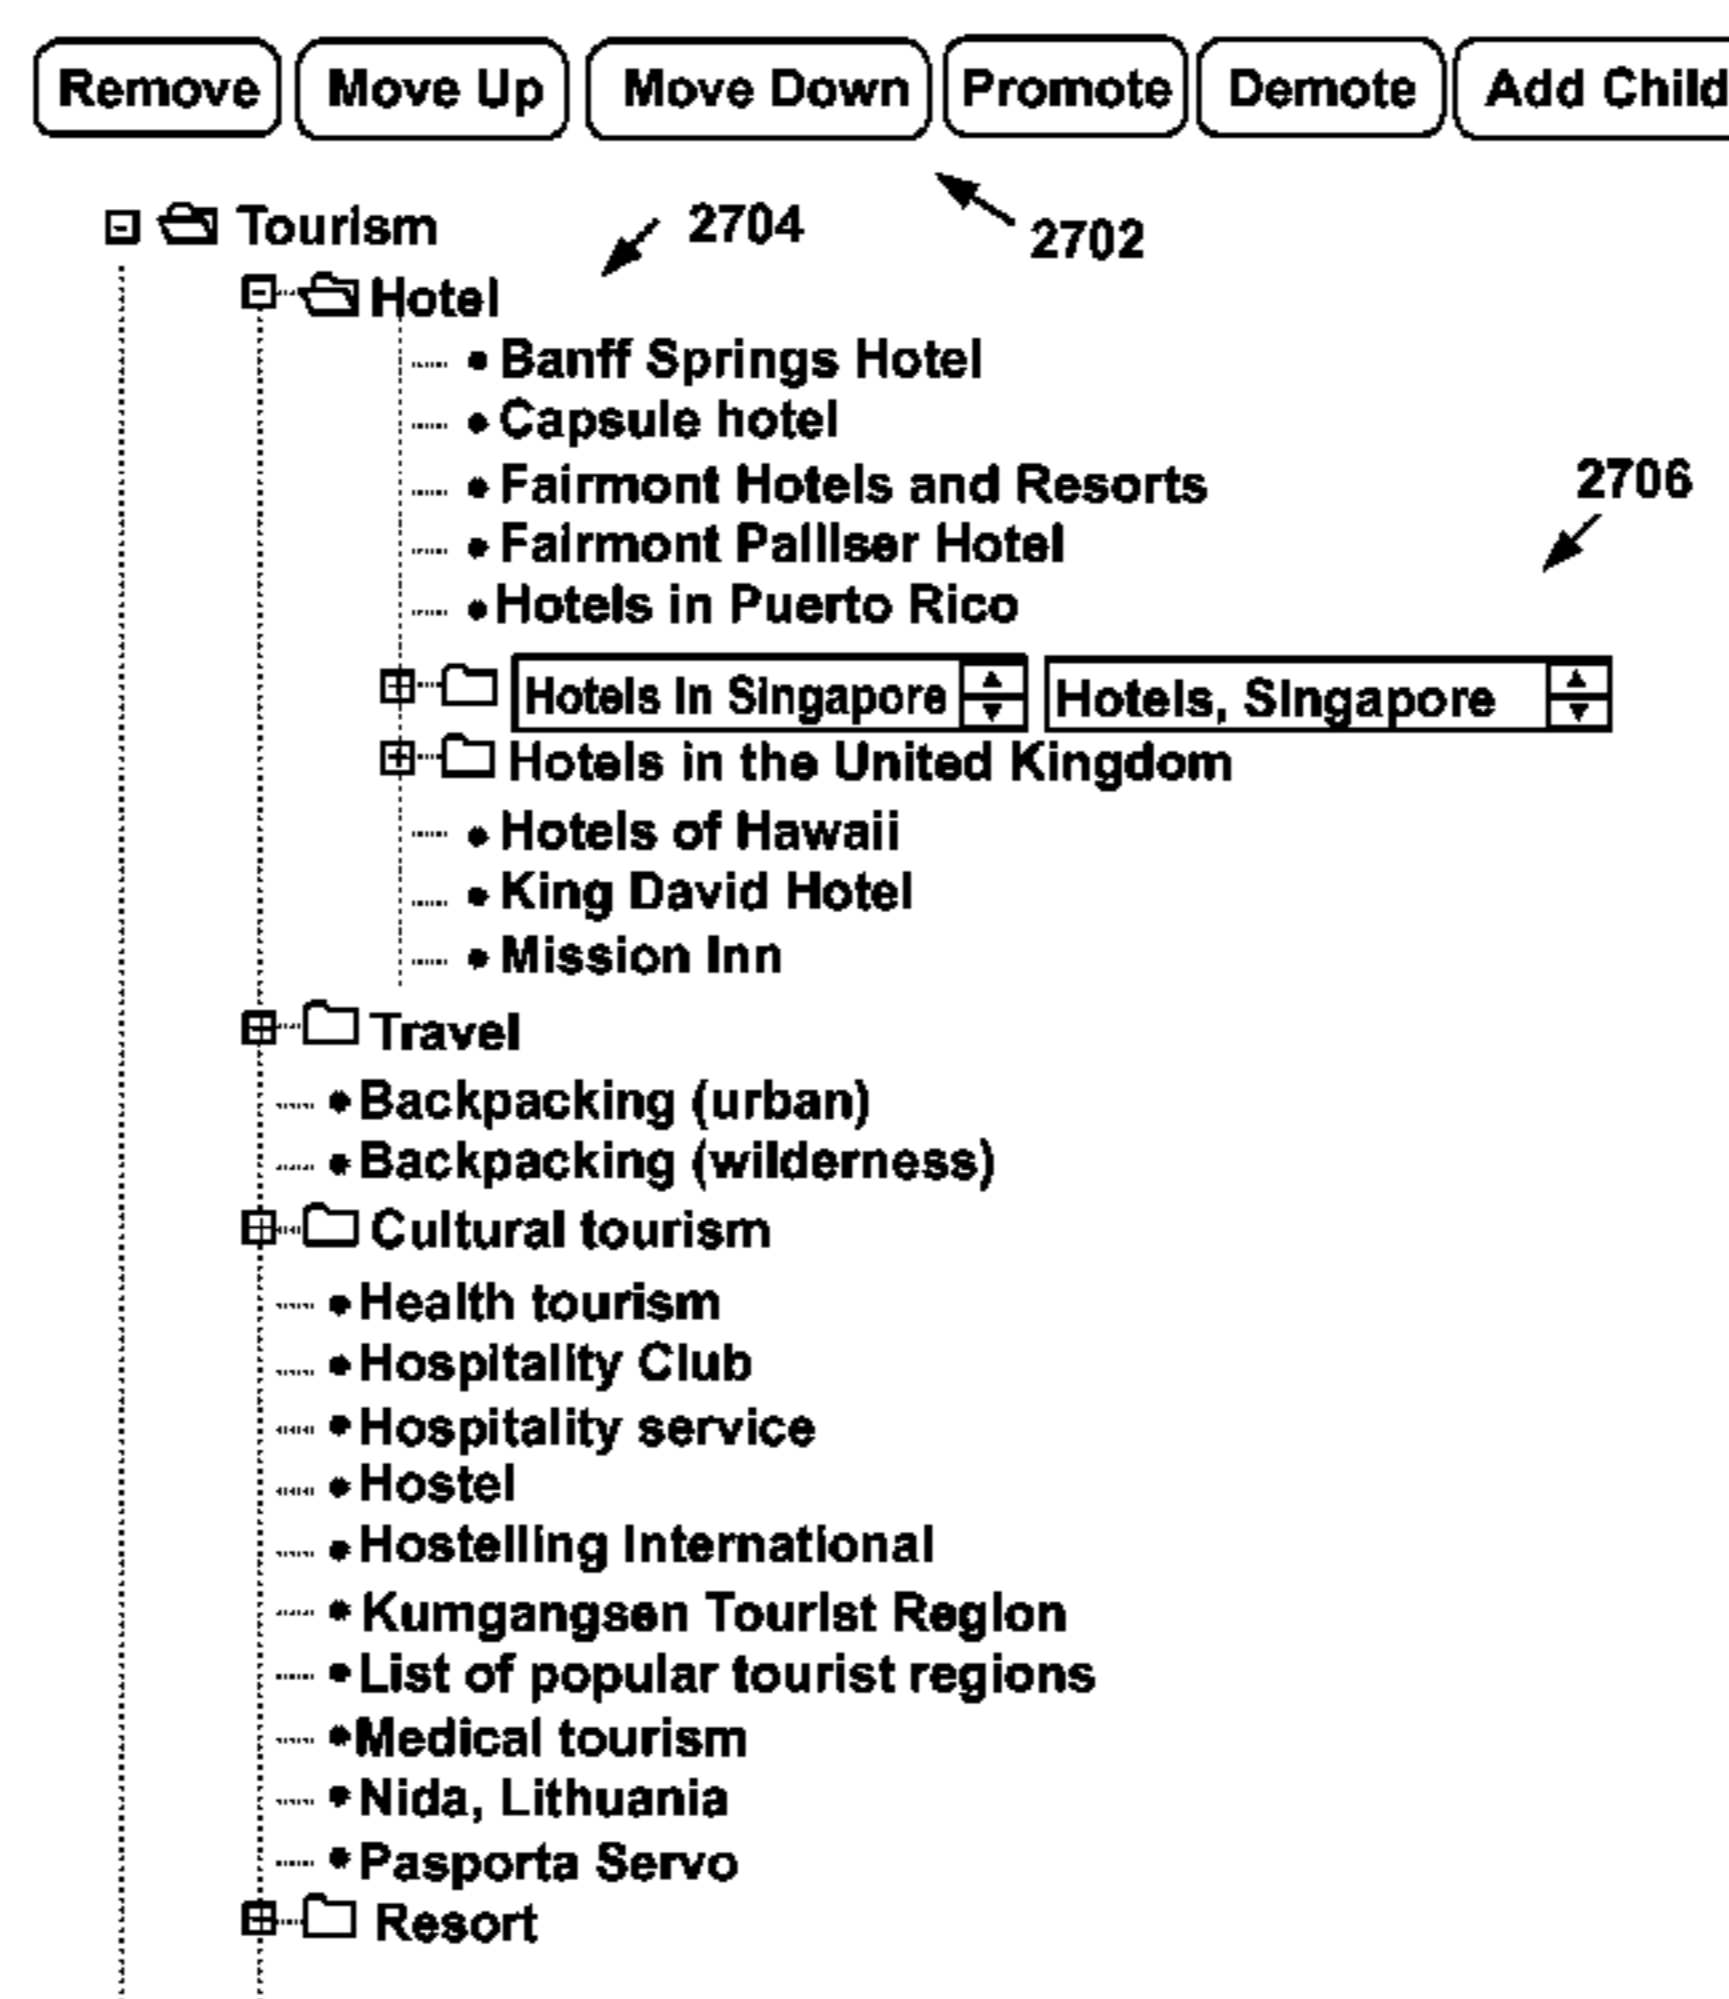 Remove Move Up Move Down Promote Demote Add Child
Tourism 2704 2702
Hotel
Banff Springs Hotel
Capsule hotel
Fairmont Hotels and Resorts 2706
Fairmont Palliser Hotel
Hotels in Puerto Rico
Hotels in Singapore Hotels, Singapore
Hotels in the United Kingdom
Hotels of Hawaii
King David Hotel
Mission Inn
Travel
Backpacking (urban)
Backpacking (wilderness)
Cultural tourism
Health tourism
Hospitality Club
Hospitality service
Hostel
Hostelling International
Kumgangsen Tourist Region
List of popular tourist regions
Medical tourism
Nida, Lithuania
Pasporta Servo
Resort